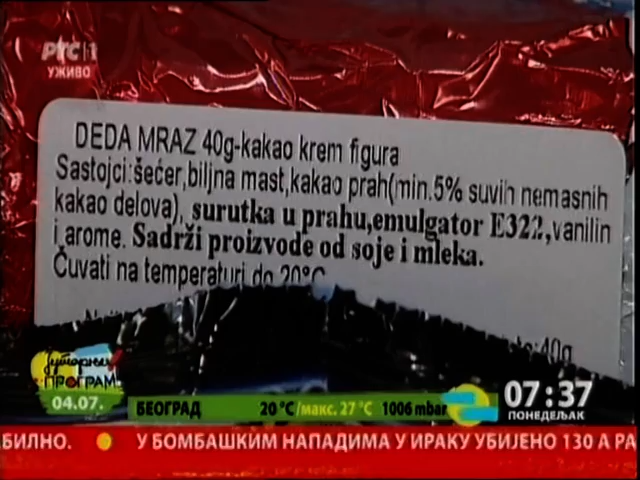 РТС 1
УЖИВО
DEDA MRAZ 40g-kakao krem figura
Sastojci:šećer,biljna mast,kakao prah(min.5% suvih nemasnih
kakao delova), surutka u prahu,emulgator E322,vanilin
i arome. Sadrži proizvode od soje i mleka.
Čuvati na temperaturi do 20°C
40g
Јутарњи
ПРОГРАМ
04.07.
БЕОГРАД 20 °C /макс. 27 °C 1006 mbar
07:37
ПОНЕДЕЉАК
БИЛНО. У БОМБАШКИМ НАПАДИМА У ИРАКУ УБИЈЕНО 130 А РА